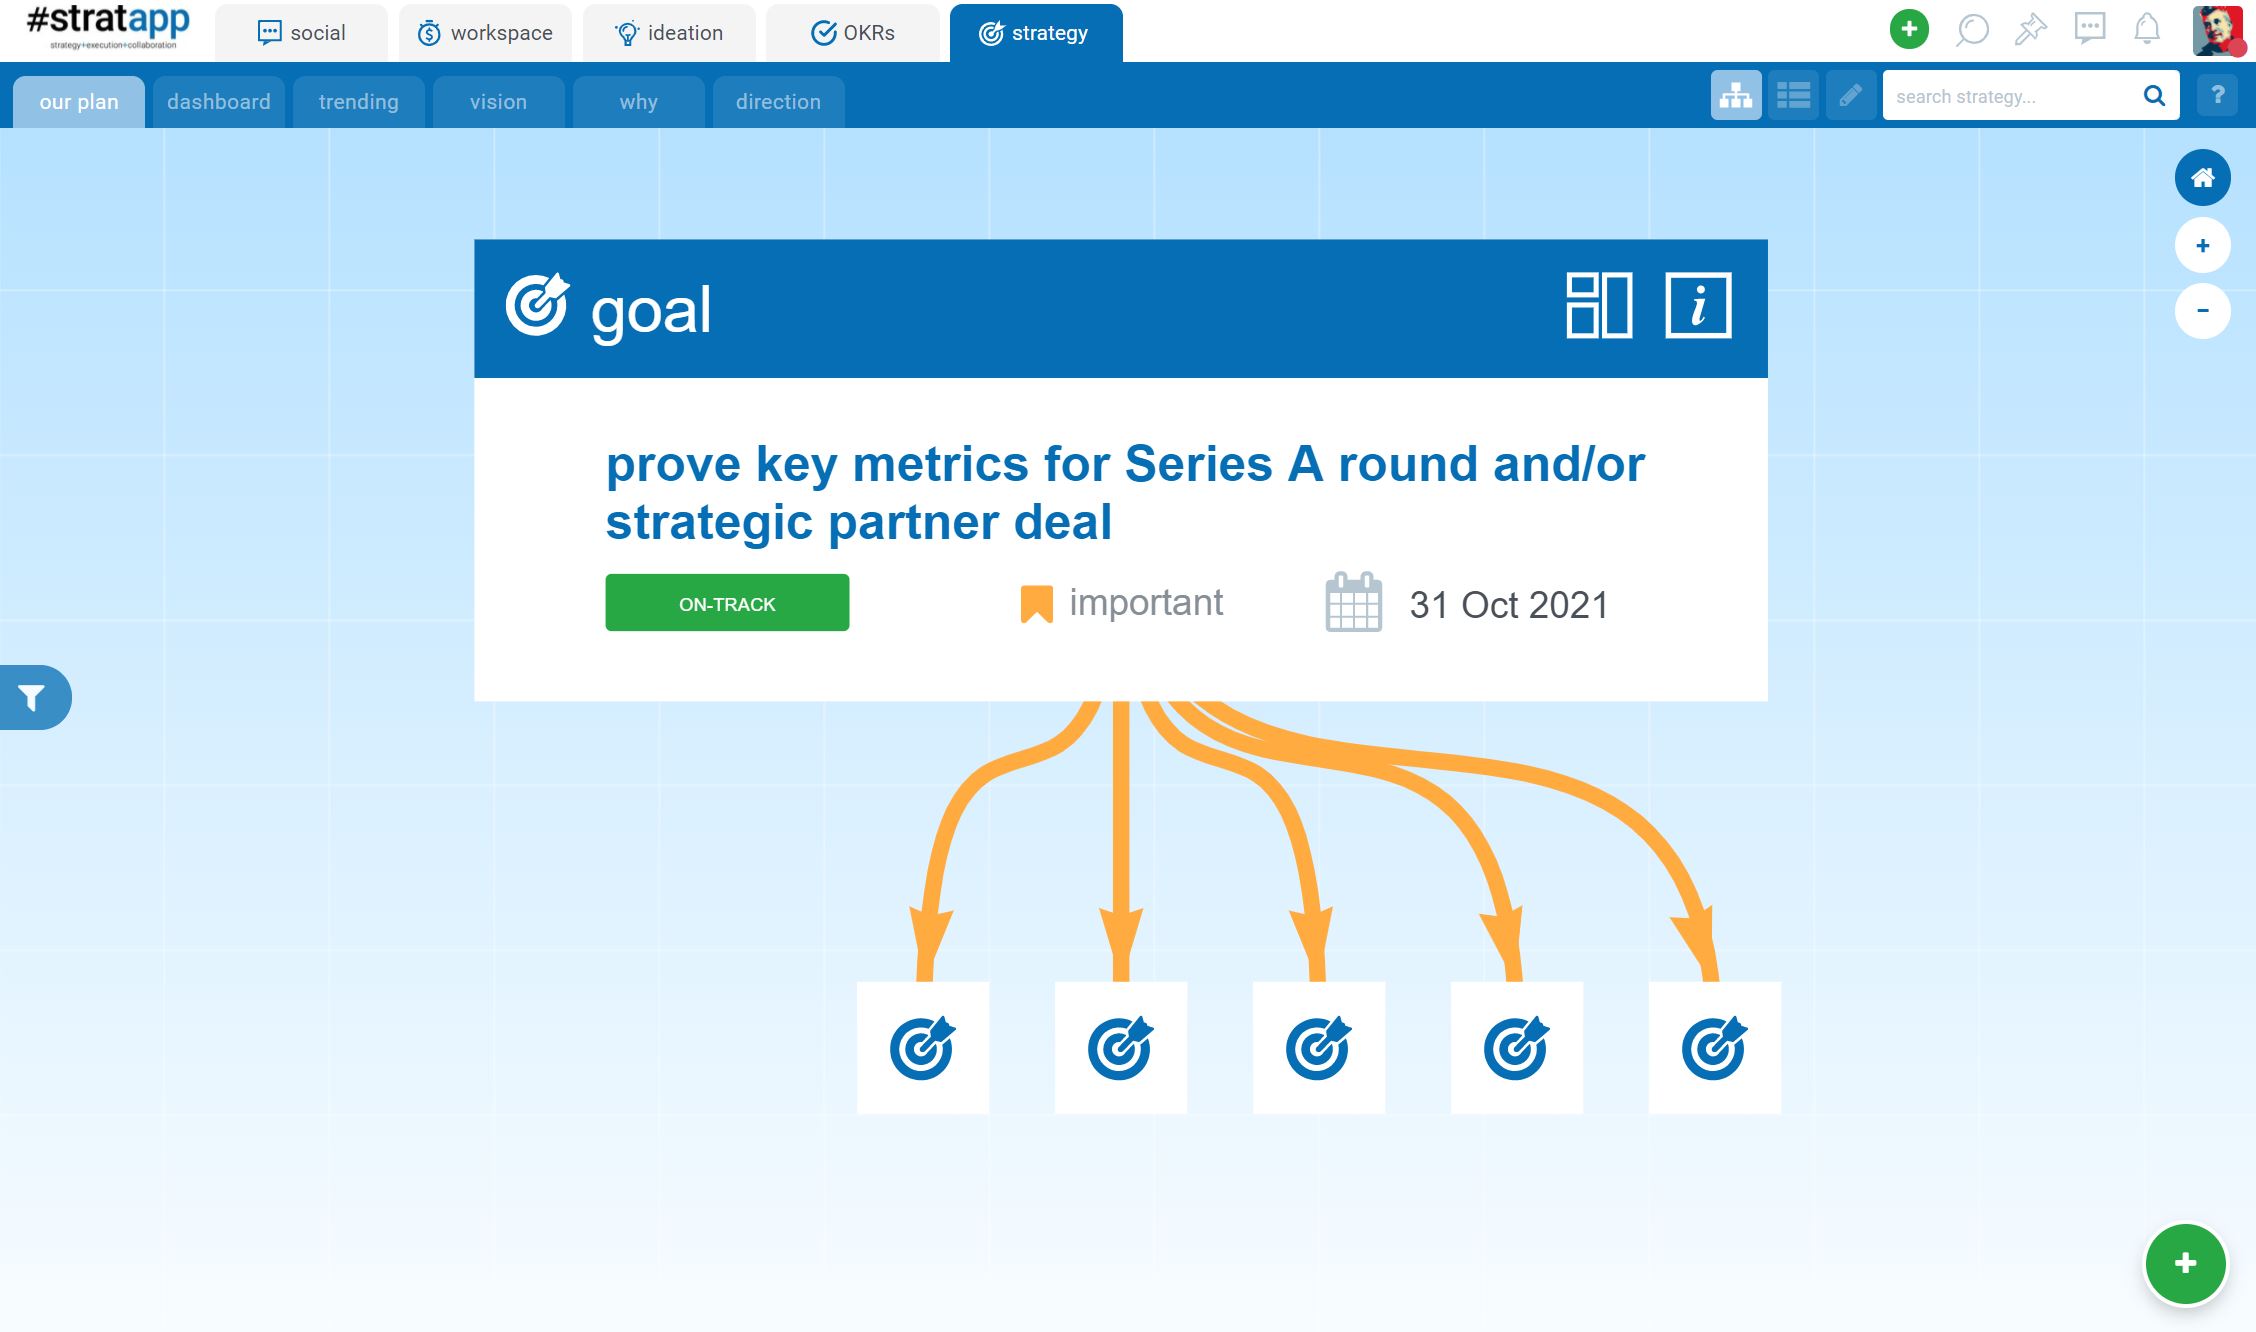 #stratapp
strategy+execution+collaboration
social
workspace
ideation
OKRs
strategy
our plan
dashboard
trending
vision
why
direction
search strategy...
?
goal
i
prove key metrics for Series A round and/or
strategic partner deal
ON-TRACK
important
31 Oct 2021